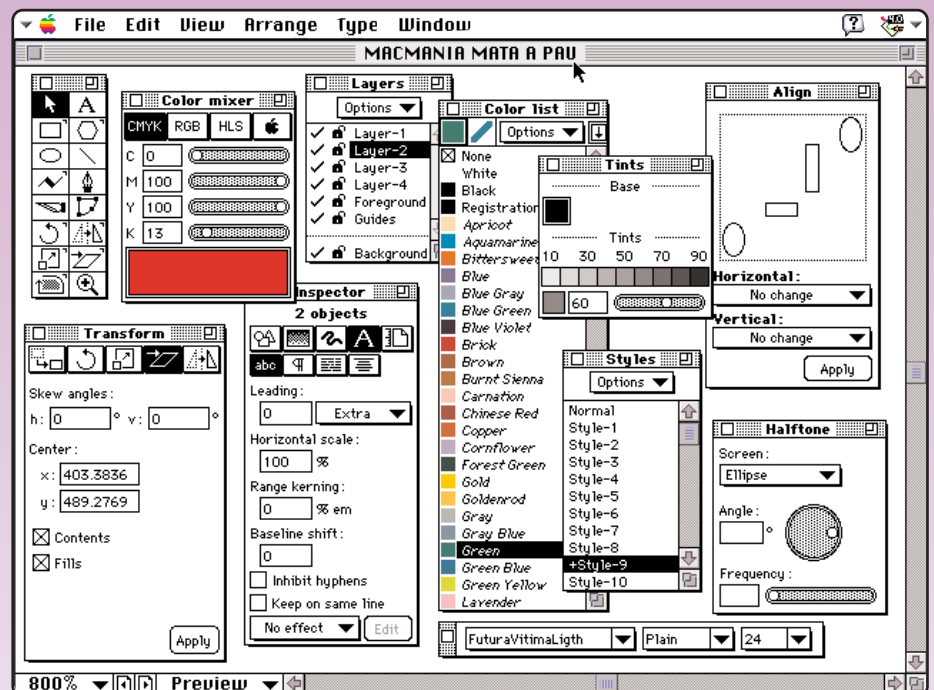 File Edit View Arrange Type Window
MACMANIA MATA A PAU
A
Color mixer
CMYK RGB HLS
C 0
M 100
Y 100
K 13
Layers
Options
Layer-1
Layer-2
Layer-3
Layer-4
Foreground
Guides
Background
Color list
Options
None
White
Black
Registration
Apricot
Aquamarine
Bittersweet
Blue
Blue Gray
Blue Green
Blue Violet
Brick
Brown
Burnt Sienna
Carnation
Chinese Red
Copper
Cornflower
Forest Green
Gold
Goldenrod
Gray
Gray Blue
Green
Green Blue
Green Yellow
Lavender
Tints
Base
Tints
10 30 50 70 90
60
Align
Horizontal:
No change
Vertical:
No change
Apply
Transform
Skew angles:
h: 0 ° v: 0 °
Center:
x: 403.3836
y: 489.2769
Contents
Fills
Apply
Inspector
2 objects
A
abc ¶
Leading:
0 Extra
Horizontal scale:
100 %
Range kerning:
0 % em
Baseline shift:
0
Inhibit hyphens
Keep on same line
No effect Edit
Styles
Options
Normal
Style-1
Style-2
Style-3
Style-4
Style-5
Style-6
Style-7
Style-8
+Style-9
Style-10
Halftone
Screen:
Ellipse
Angle:
°
Frequency:
FuturaVitimaLigth Plain 24
800% Preview